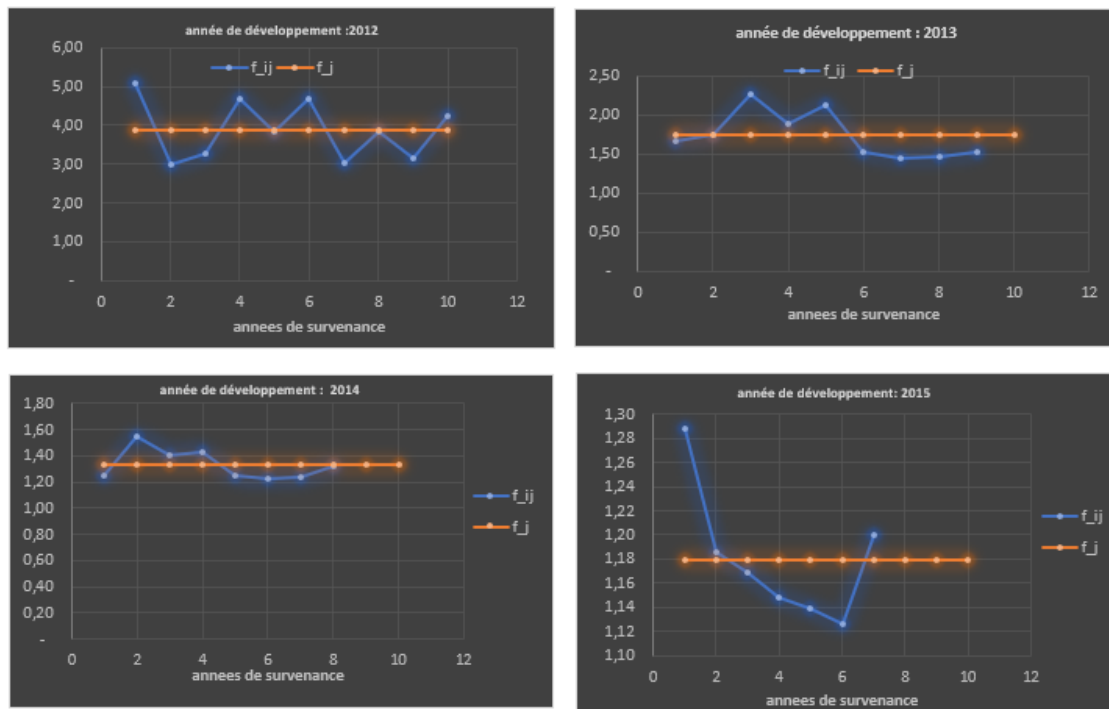 année de développement :2012
f_ij f_j
6,00
5,00
4,00
3,00
2,00
1,00
-
0 2 4 6 8 10 12
annees de survenance
année de développement : 2013
f_ij f_j
2,50
2,00
1,50
1,00
0,50
-
0 2 4 6 8 10 12
annees de survenance
année de développement : 2014
1,80
1,60
1,40
1,20
1,00
0,80
0,60
0,40
0,20
-
0 2 4 6 8 10 12
annees de survenance
f_ij
f_j
année de développement: 2015
1,30
1,28
1,26
1,24
1,22
1,20
1,18
1,16
1,14
1,12
1,10
0 2 4 6 8 10 12
annees de survenance
f_ij
f_j